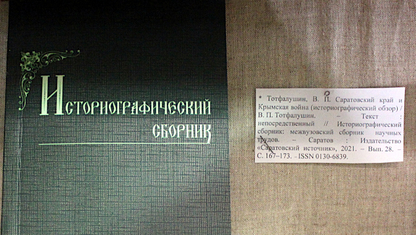 Историографический
сборник
* Тотфалушин, В. П. Саратовский край и
Крымская война (историографический обзор) /
В. П. Тотфалушин. – Текст :
непосредственный // Историографический
сборник: межвузовский сборник научных
трудов. Саратов Издательство
«Саратовский источник», 2021. – Вып. 28. –
С. 167–173. - ISSN 0130-6839.